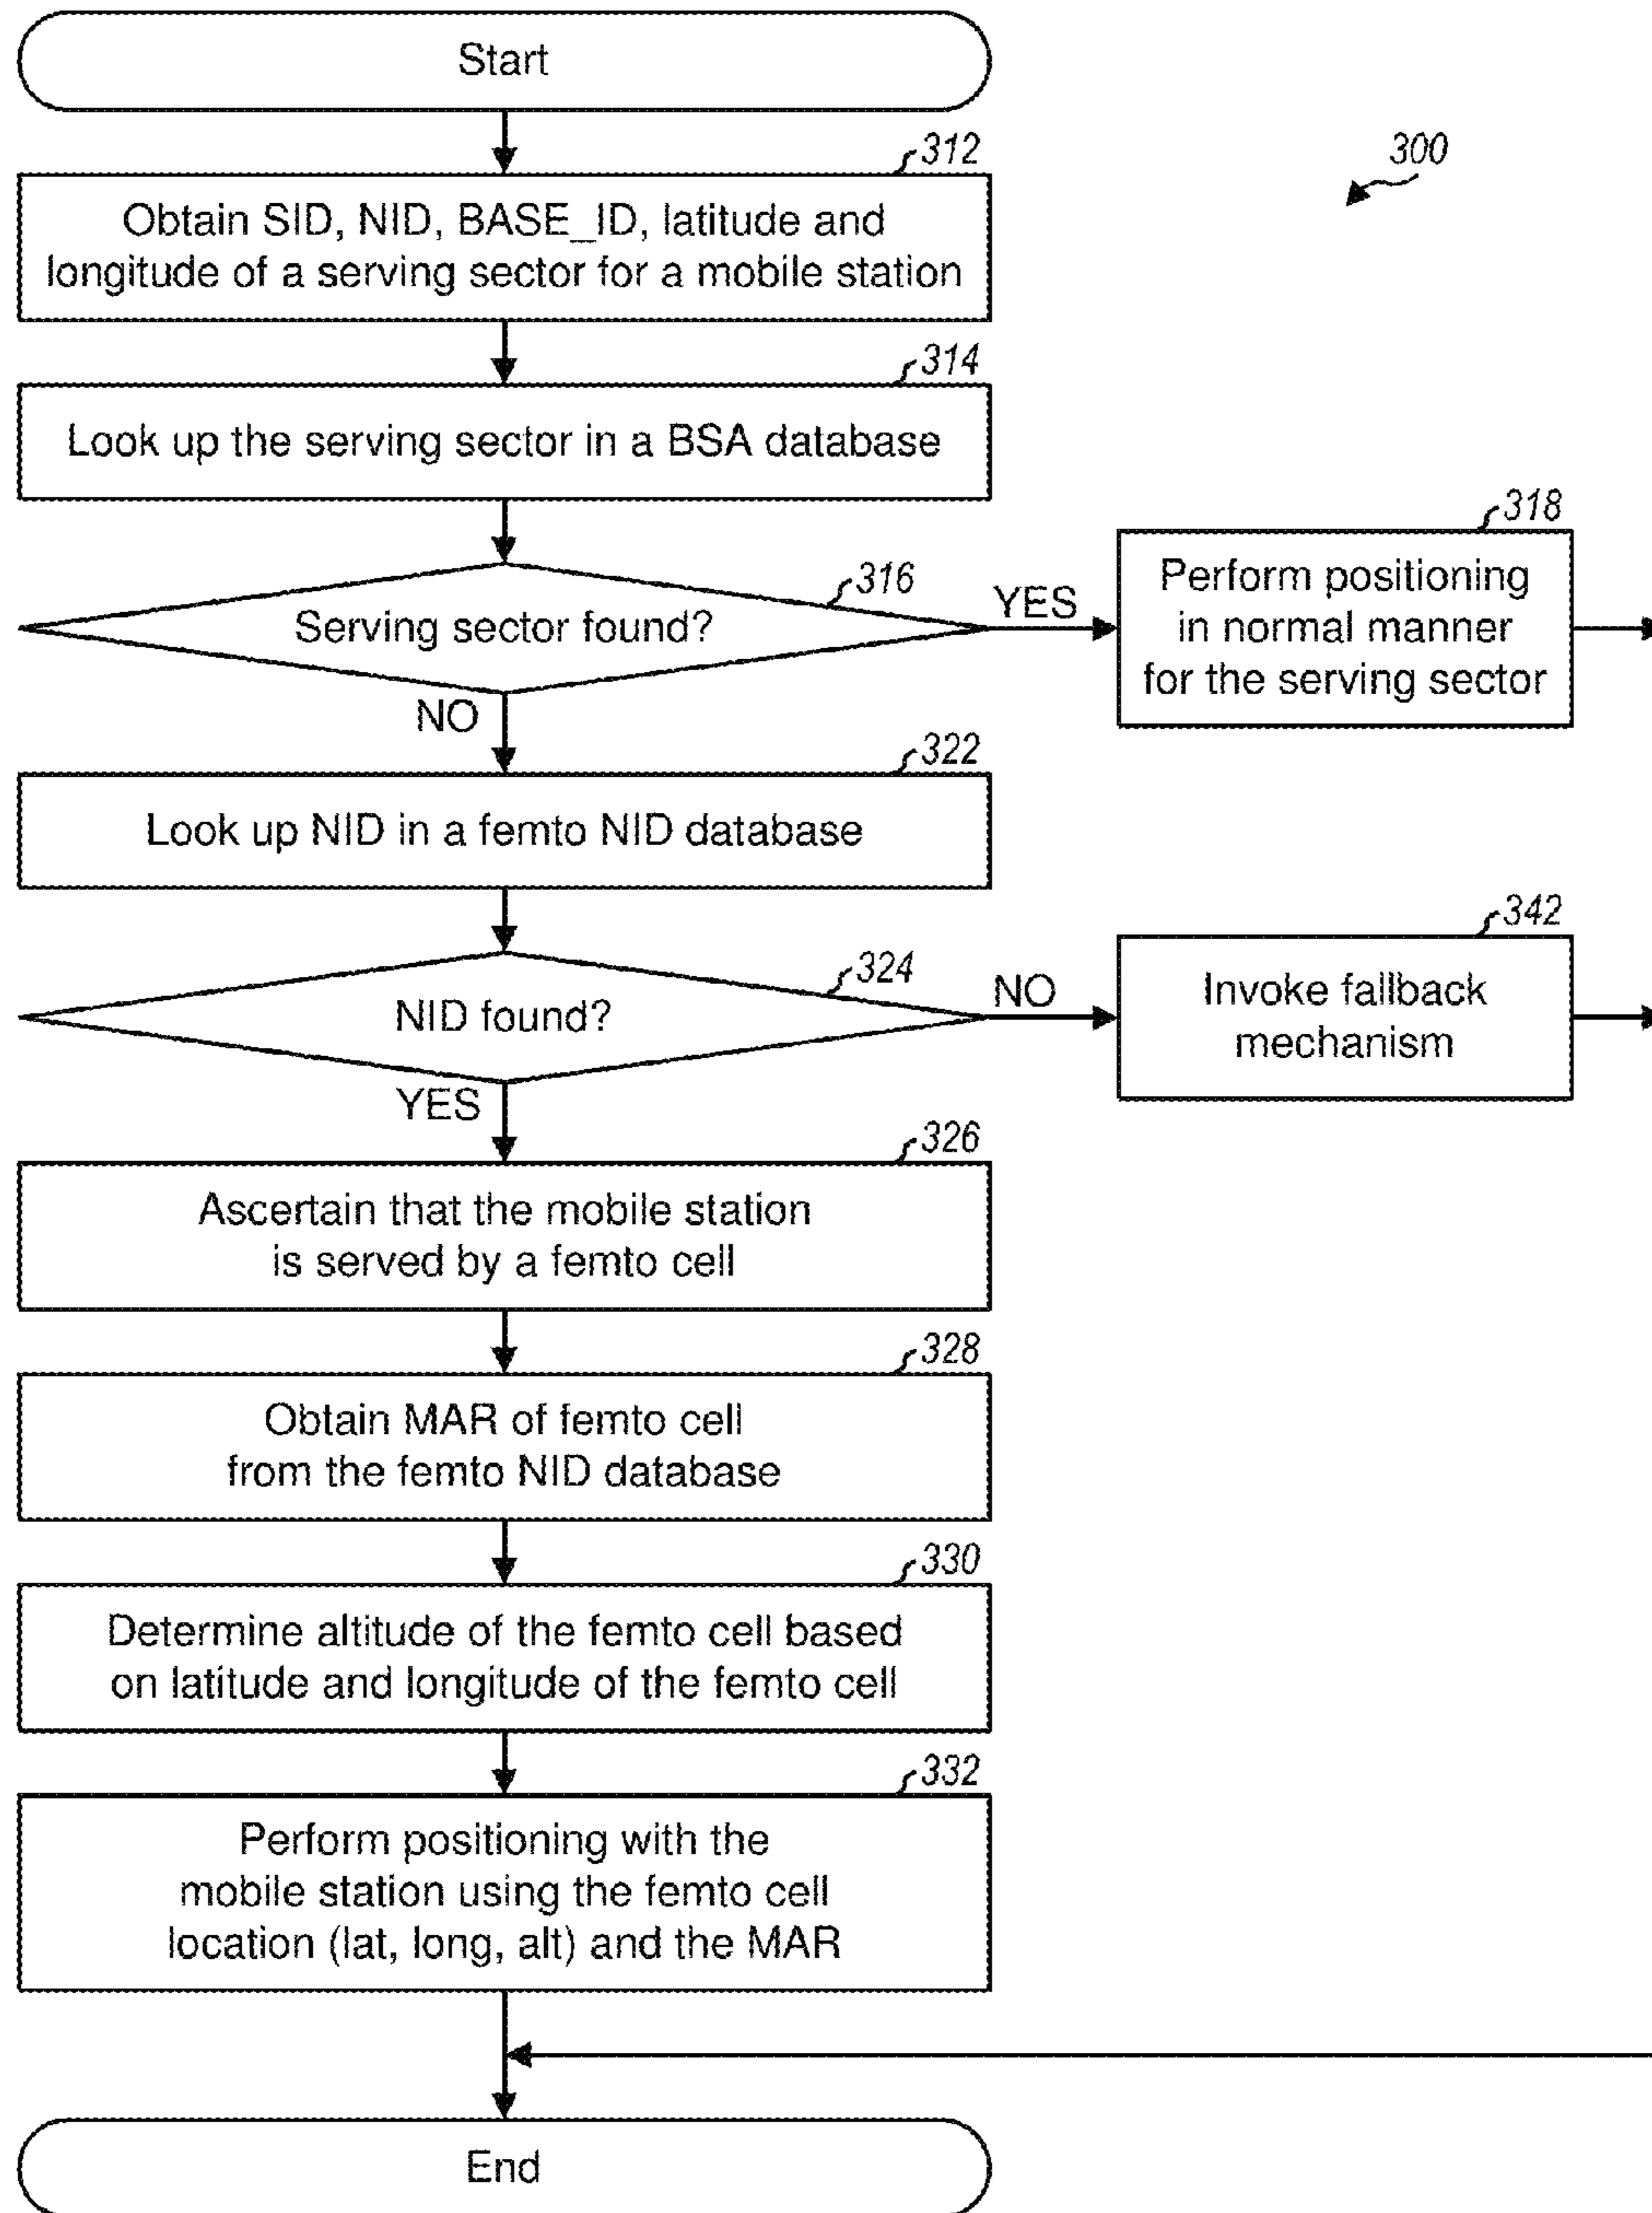 Start
300
312
Obtain SID, NID, BASE_ID, latitude and
longitude of a serving sector for a mobile station
314
Look up the serving sector in a BSA database
316
Serving sector found?
YES
NO
318
Perform positioning
in normal manner
for the serving sector
322
Look up NID in a femto NID database
324
NID found?
NO
YES
342
Invoke fallback
mechanism
326
Ascertain that the mobile station
is served by a femto cell
328
Obtain MAR of femto cell
from the femto NID database
330
Determine altitude of the femto cell based
on latitude and longitude of the femto cell
332
Perform positioning with the
mobile station using the femto cell
location (lat, long, alt) and the MAR
End